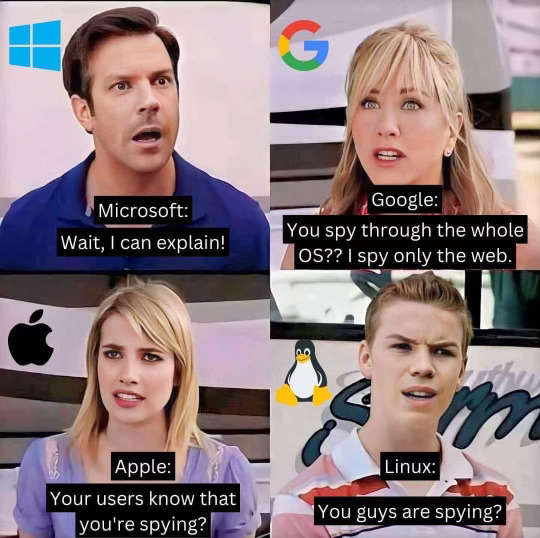 Microsoft:
Wait, I can explain!
Google:
You spy through the whole
OS?? I spy only the web.
Apple:
Your users know that
you're spying?
Linux:
You guys are spying?